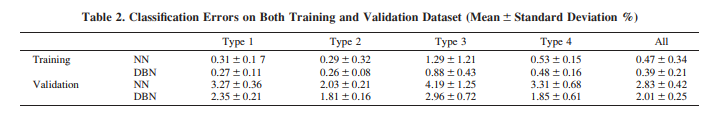 Table 2. Classification Errors on Both Training and Validation Dataset (Mean ± Standard Deviation %)
Type 1 Type 2 Type 3 Type 4 All
Training NN 0.31 ± 0.1 7 0.29 ± 0.32 1.29 ± 1.21 0.53 ± 0.15 0.47 ± 0.34
DBN 0.27 ± 0.11 0.26 ± 0.08 0.88 ± 0.43 0.48 ± 0.16 0.39 ± 0.21
Validation NN 3.27 ± 0.36 2.03 ± 0.21 4.19 ± 1.25 3.31 ± 0.68 2.83 ± 0.42
DBN 2.35 ± 0.21 1.81 ± 0.16 2.96 ± 0.72 1.85 ± 0.61 2.01 ± 0.25